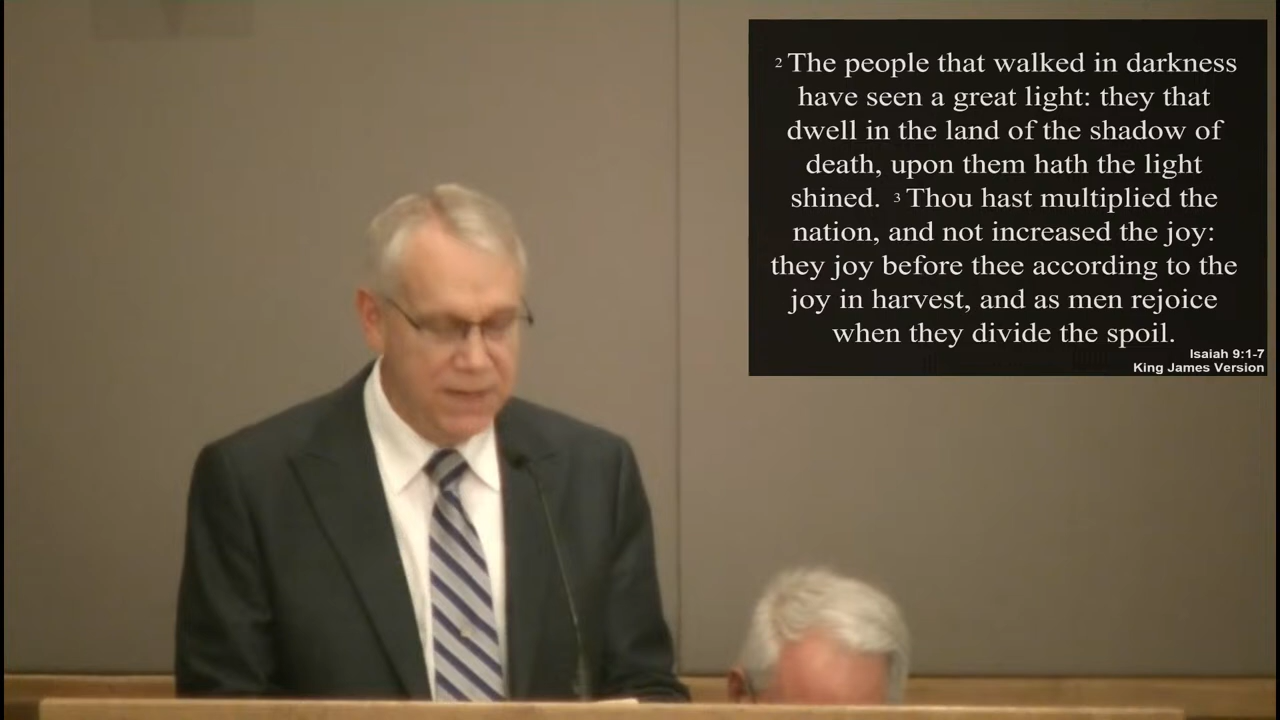 2 The people that walked in darkness
have seen a great light: they that
dwell in the land of the shadow of
death, upon them hath the light
shined. 3 Thou hast multiplied the
nation, and not increased the joy:
they joy before thee according to the
joy in harvest, and as men rejoice
when they divide the spoil.
Isaiah 9:1-7
King James Version